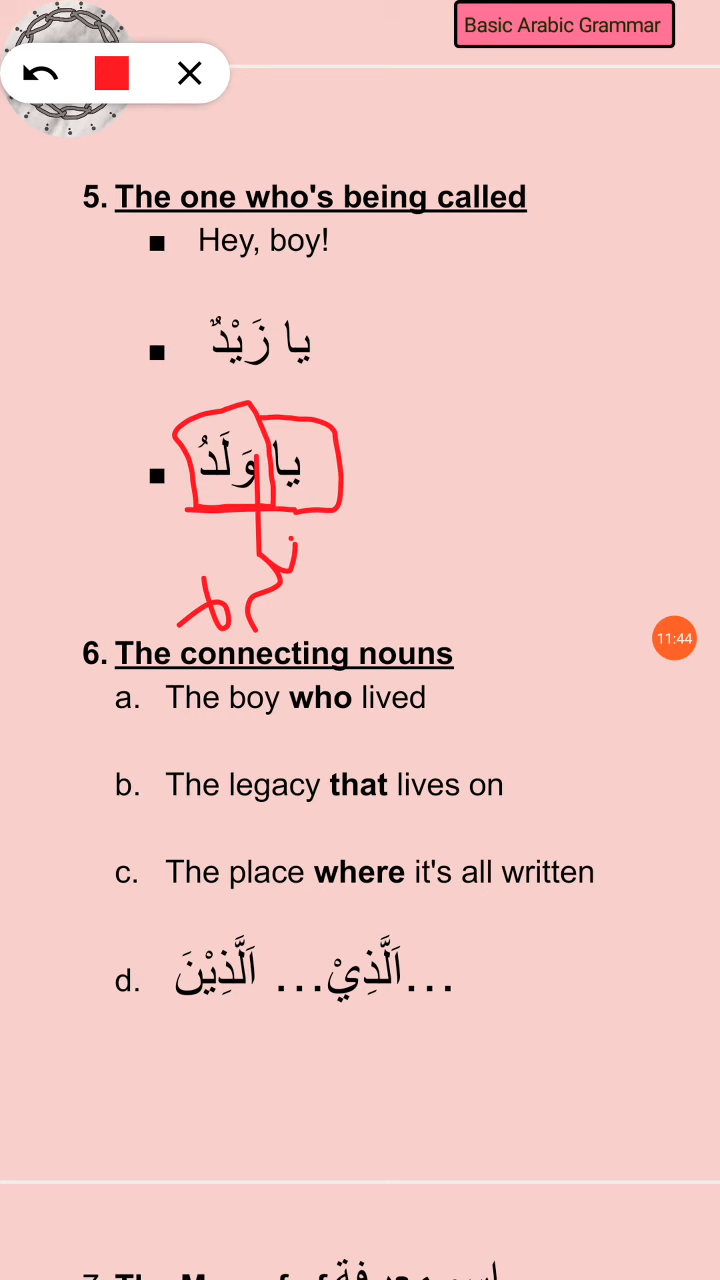 Basic Arabic Grammar
5. The one who's being called
■ Hey, boy!
■ يا زَيْدٌ
■ يا وَلَدُ
6. The connecting nouns
11:44
a. The boy who lived
b. The legacy that lives on
c. The place where it's all written
d. اَلَّذِيْنَ ...اَلَّذِيْ...